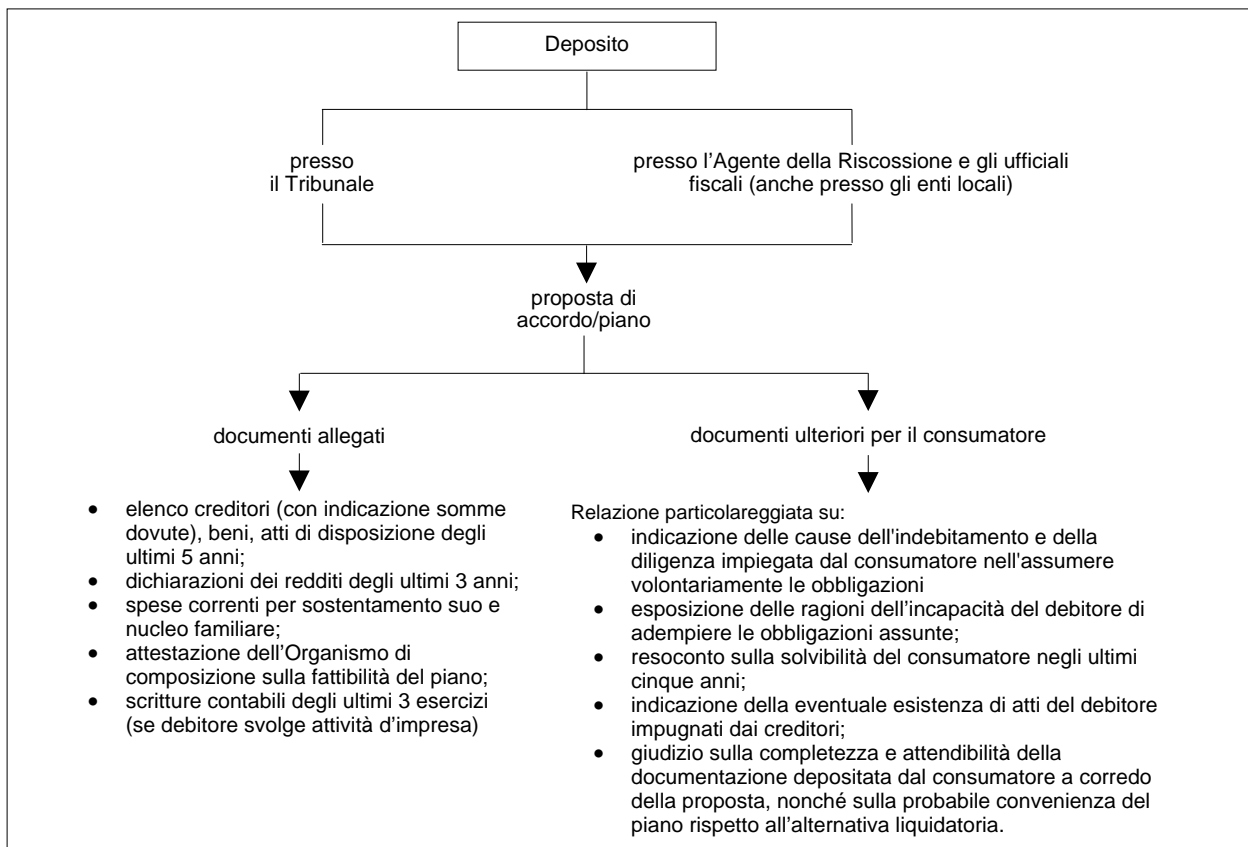 Deposito
presso
il Tribunale
presso l’Agente della Riscossione e gli ufficiali
fiscali (anche presso gli enti locali)
proposta di
accordo/piano
documenti allegati
• elenco creditori (con indicazione somme
dovute), beni, atti di disposizione degli
ultimi 5 anni;
• dichiarazioni dei redditi degli ultimi 3 anni;
• spese correnti per sostentamento suo e
nucleo familiare;
• attestazione dell’Organismo di
composizione sulla fattibilità del piano;
• scritture contabili degli ultimi 3 esercizi
(se debitore svolge attività d’impresa)
documenti ulteriori per il consumatore
Relazione particolareggiata su:
• indicazione delle cause dell'indebitamento e della
diligenza impiegata dal consumatore nell'assumere
volontariamente le obbligazioni
• esposizione delle ragioni dell’incapacità del debitore di
adempiere le obbligazioni assunte;
• resoconto sulla solvibilità del consumatore negli ultimi
cinque anni;
• indicazione della eventuale esistenza di atti del debitore
impugnati dai creditori;
• giudizio sulla completezza e attendibilità della
documentazione depositata dal consumatore a corredo
della proposta, nonché sulla probabile convenienza del
piano rispetto all’alternativa liquidatoria.